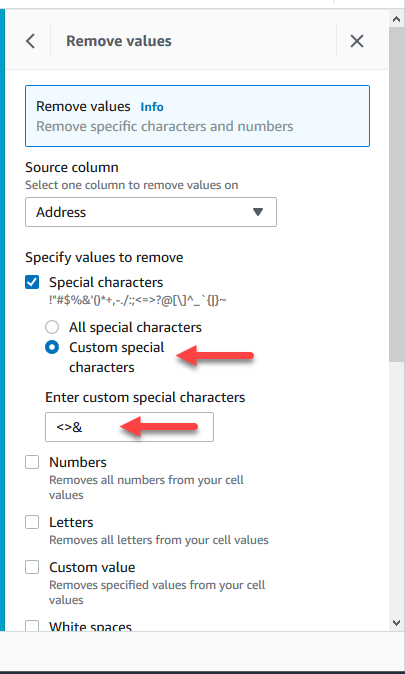 Remove values
Remove values Info
Remove specific characters and numbers
Source column
Select one column to remove values on
Address
Specify values to remove
Special characters
!"#$%&'()*+,-./:;<=>?@[\]^_`{|}~
All special characters
Custom special
characters
Enter custom special characters
<>&
Numbers
Removes all numbers from your cell
values
Letters
Removes all letters from your cell values
Custom value
Removes specified values from your cell
values
White spaces